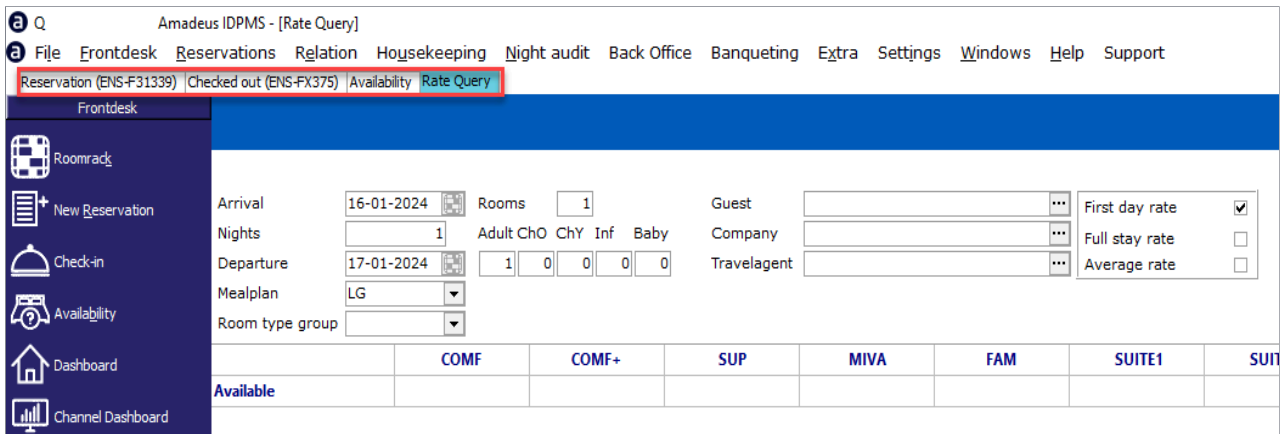 a Q Amadeus IDPMS - [Rate Query]
a File Frontdesk Reservations Relation Housekeeping Night audit Back Office Banqueting Extra Settings Windows Help Support
Reservation (ENS-F31339) Checked out (ENS-FX375) Availability Rate Query
Frontdesk
Roomrack
New Reservation
Check-in
Availability
Dashboard
Channel Dashboard
Arrival 16-01-2024 Rooms 1 Guest ... First day rate
Nights 1 Adult ChO ChY Inf Baby Company ... Full stay rate
Departure 17-01-2024 1 0 0 0 0 Travelagent ... Average rate
Mealplan LG
Room type group
COMF COMF+ SUP MIVA FAM SUITE1 SUIT
Available